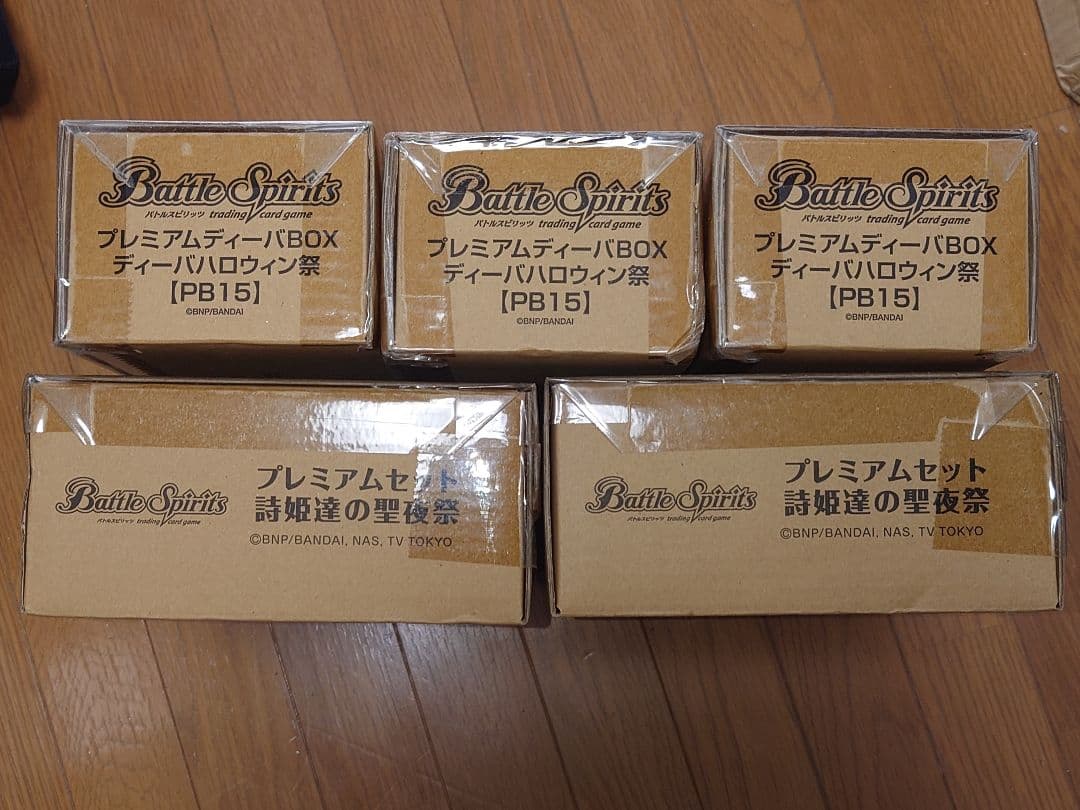 Battle Spirits
バトルスピリッツ trading card game
プレミアムディーバBOX
ディーバハロウィン祭
【PB15】
©BNP/BANDAI
Battle Spirits
バトルスピリッツ trading card game
プレミアムディーバBOX
ディーバハロウィン祭
【PB15】
©BNP/BANDAI
Battle Spirits
バトルスピリッツ trading card game
プレミアムディーバBOX
ディーバハロウィン祭
【PB15】
©BNP/BANDAI
Battle Spirits
バトルスピリッツ trading card game
プレミアムセット
詩姫達の聖夜祭
©BNP/BANDAI, NAS, TV TOKYO
Battle Spirits
バトルスピリッツ trading card game
プレミアムセット
詩姫達の聖夜祭
©BNP/BANDAI, NAS, TV TOKYO